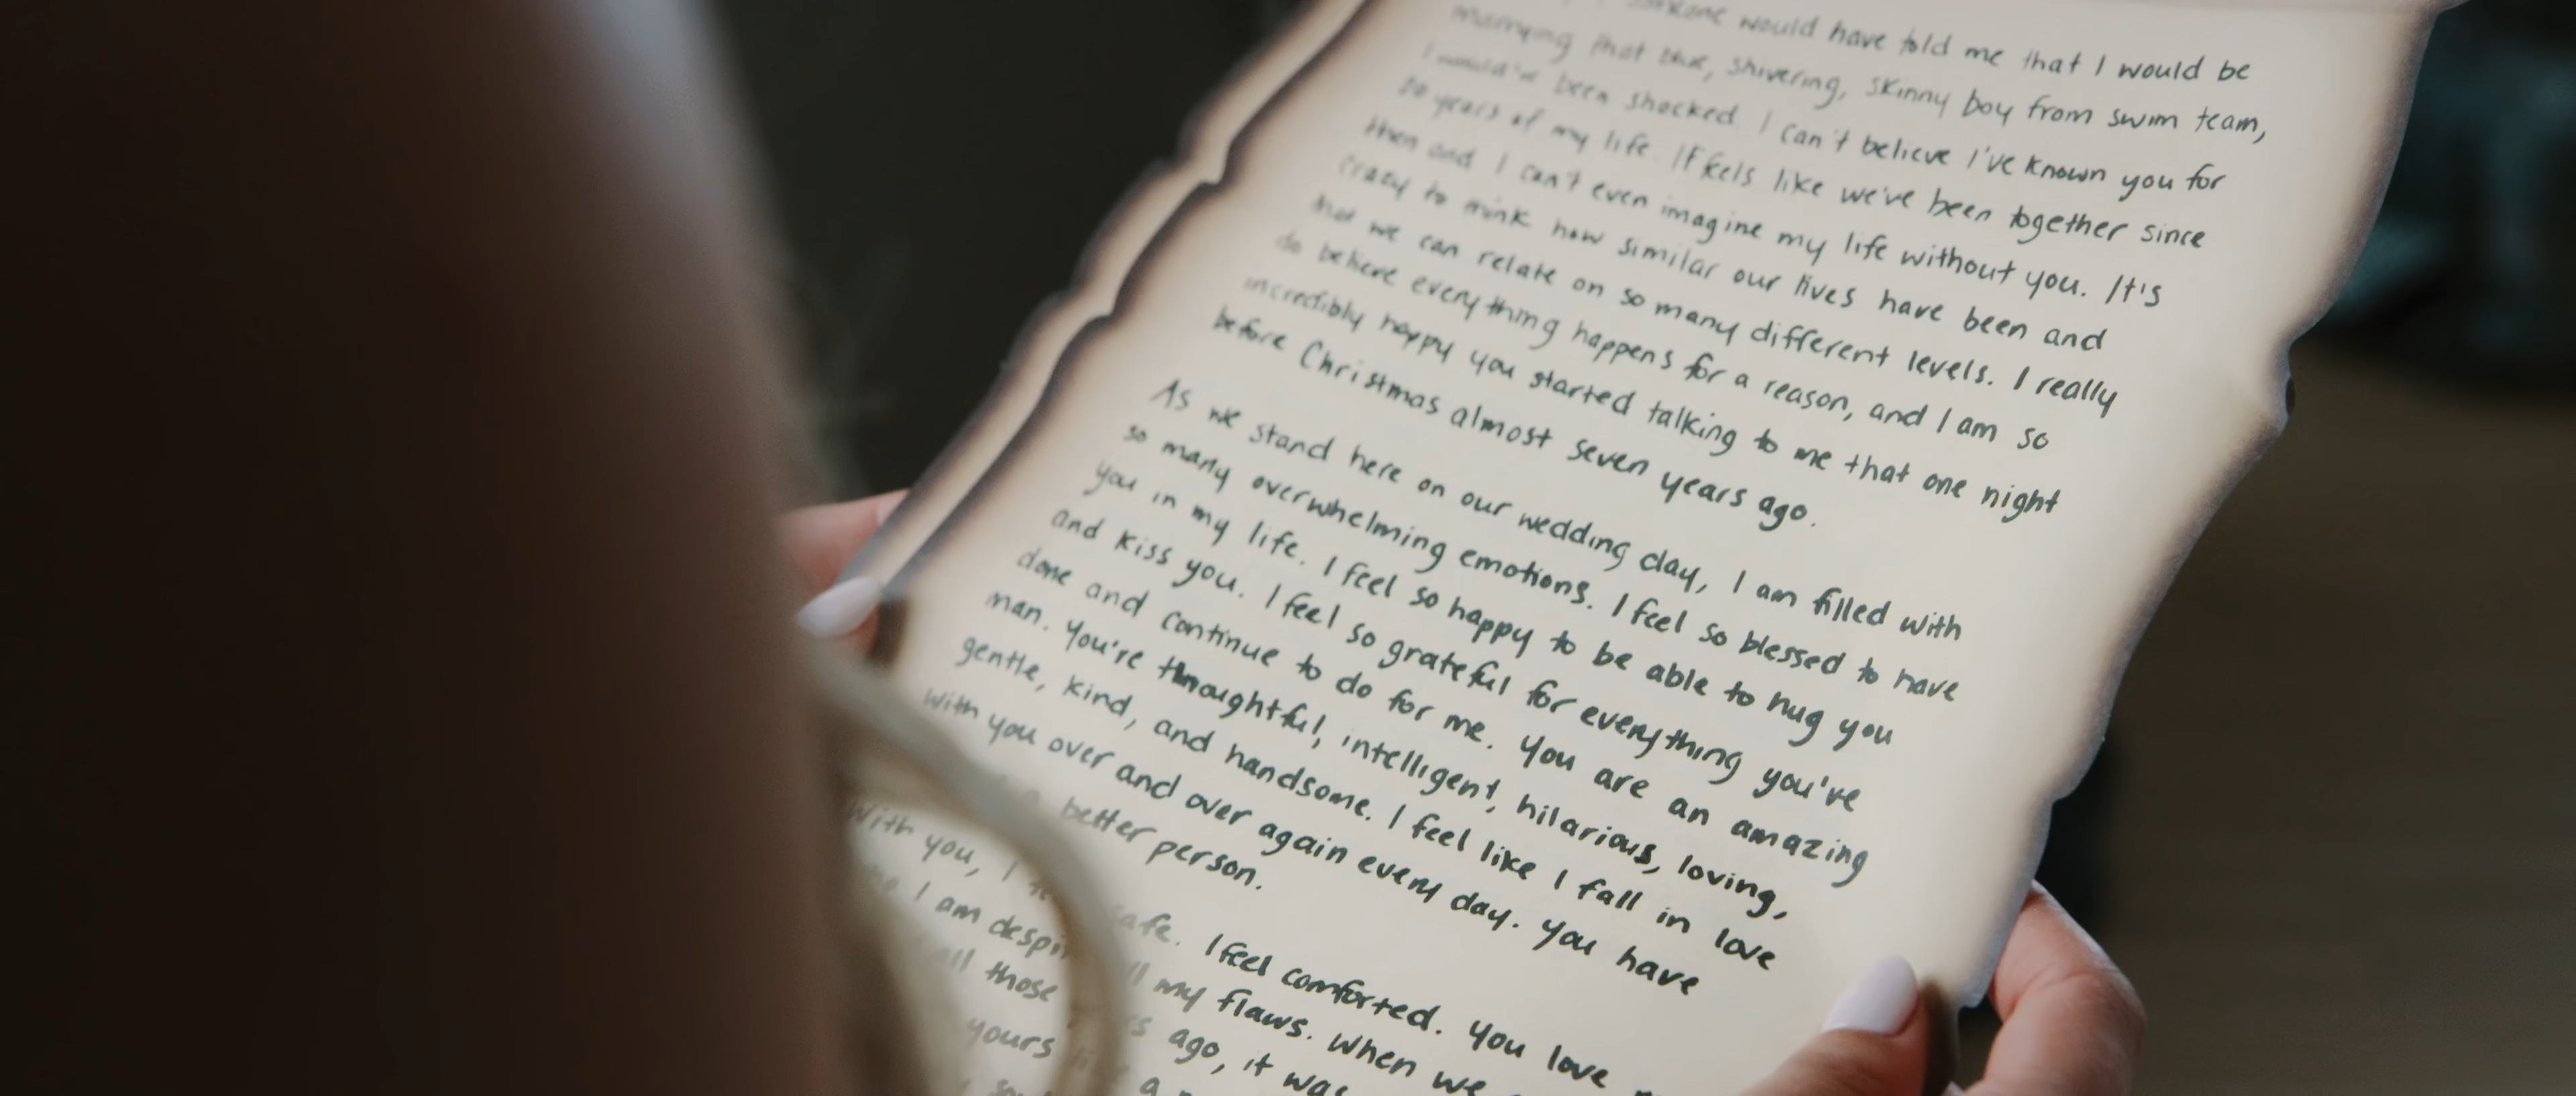 someone would have told me that I would be
marrying that blue, shivering, skinny boy from swim team,
I would've been shocked. I can't believe I've known you for
20 years of my life. It feels like we've been together since
then and I can't even imagine my life without you. It's
crazy to think how similar our lives have been and
that we can relate on so many different levels. I really
do believe everything happens for a reason, and I am so
incredibly happy you started talking to me that one night
before Christmas almost seven years ago.
As we stand here on our wedding day, I am filled with
so many overwhelming emotions. I feel so blessed to have
you in my life. I feel so happy to be able to hug you
and kiss you. I feel so grateful for everything you've
done and continue to do for me. You are an amazing
man. You're thoughtful, intelligent, hilarious, loving,
gentle, kind, and handsome. I feel like I fall in love
with you over and over again every day. You have
better person.
With you, I safe. I feel comforted. You love
I am my flaws. When we
those ago, it was
yours a